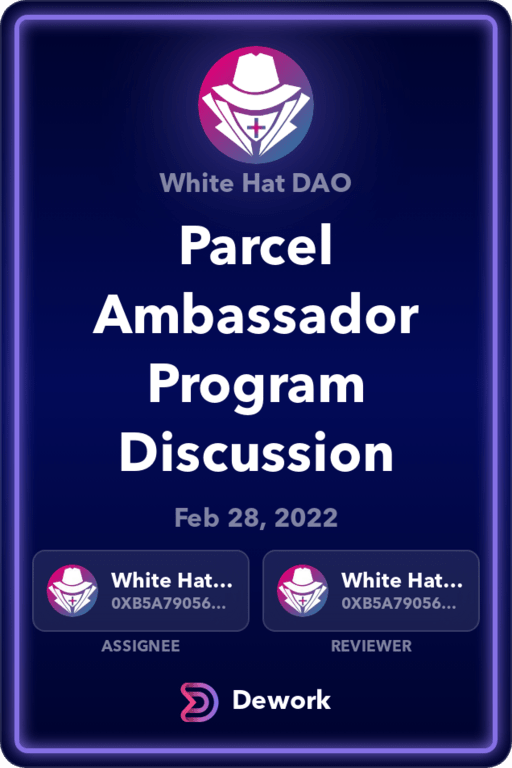 White Hat DAO
Parcel
Ambassador
Program
Discussion
Feb 28, 2022
White Hat... White Hat...
0XB5A79056... 0XB5A79056...
ASSIGNEE REVIEWER
Dework